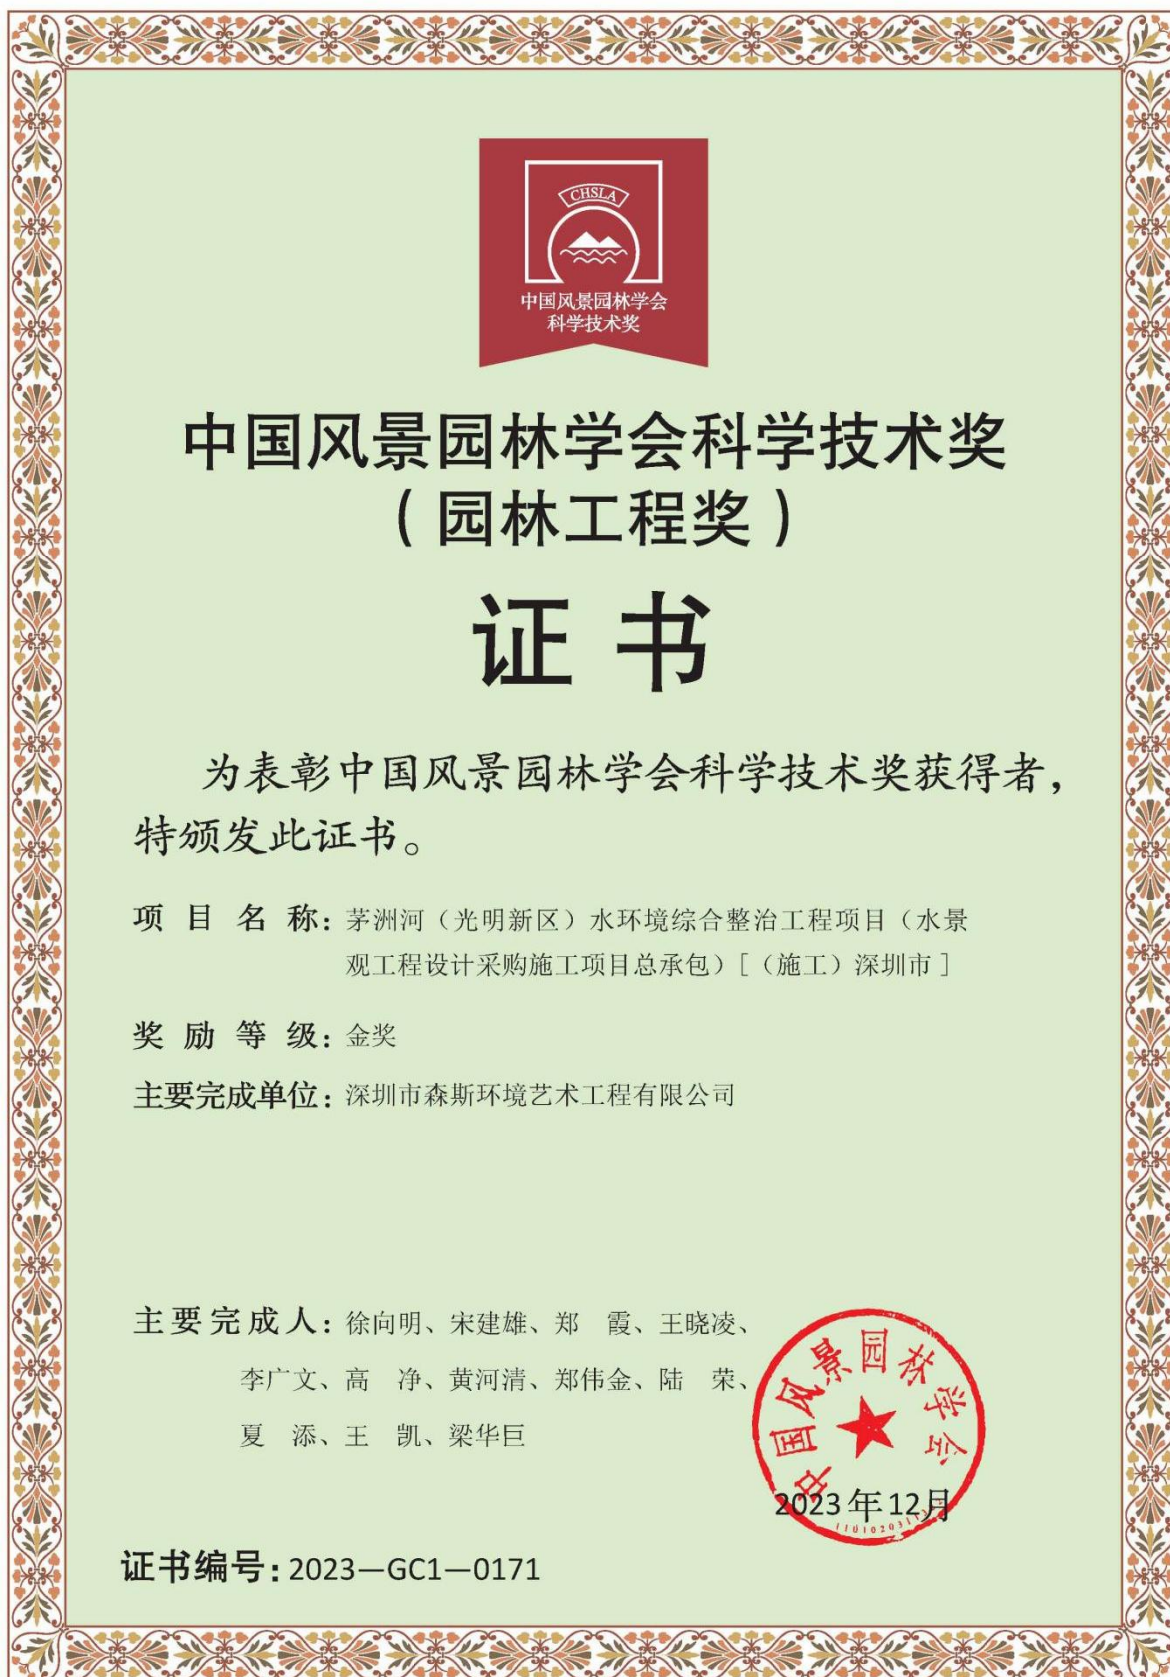 CHSLA
中国风景园林学会
科学技术奖
中国风景园林学会科学技术奖
（园林工程奖）
证书
为表彰中国风景园林学会科学技术奖获得者，
特颁发此证书。
项目名称：茅洲河（光明新区）水环境综合整治工程项目（水景
观工程设计采购施工项目总承包）[（施工）深圳市]
奖励等级：金奖
主要完成单位：深圳市森斯环境艺术工程有限公司
主要完成人：徐向明、宋建雄、郑 霞、王晓凌、
李广文、高 净、黄河清、郑伟金、陆 荣、
夏 添、王 凯、梁华巨
中国风景园林学会
2023年12月
证书编号：2023—GC1—0171